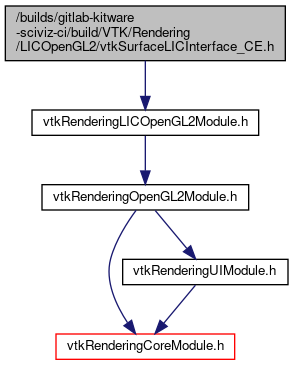 /builds/gitlab-kitware
-sciviz-ci/build/VTK/Rendering
/LICOpenGL2/vtkSurfaceLICInterface_CE.h
vtkRenderingLICOpenGL2Module.h
vtkRenderingOpenGL2Module.h
vtkRenderingUIModule.h
vtkRenderingCoreModule.h